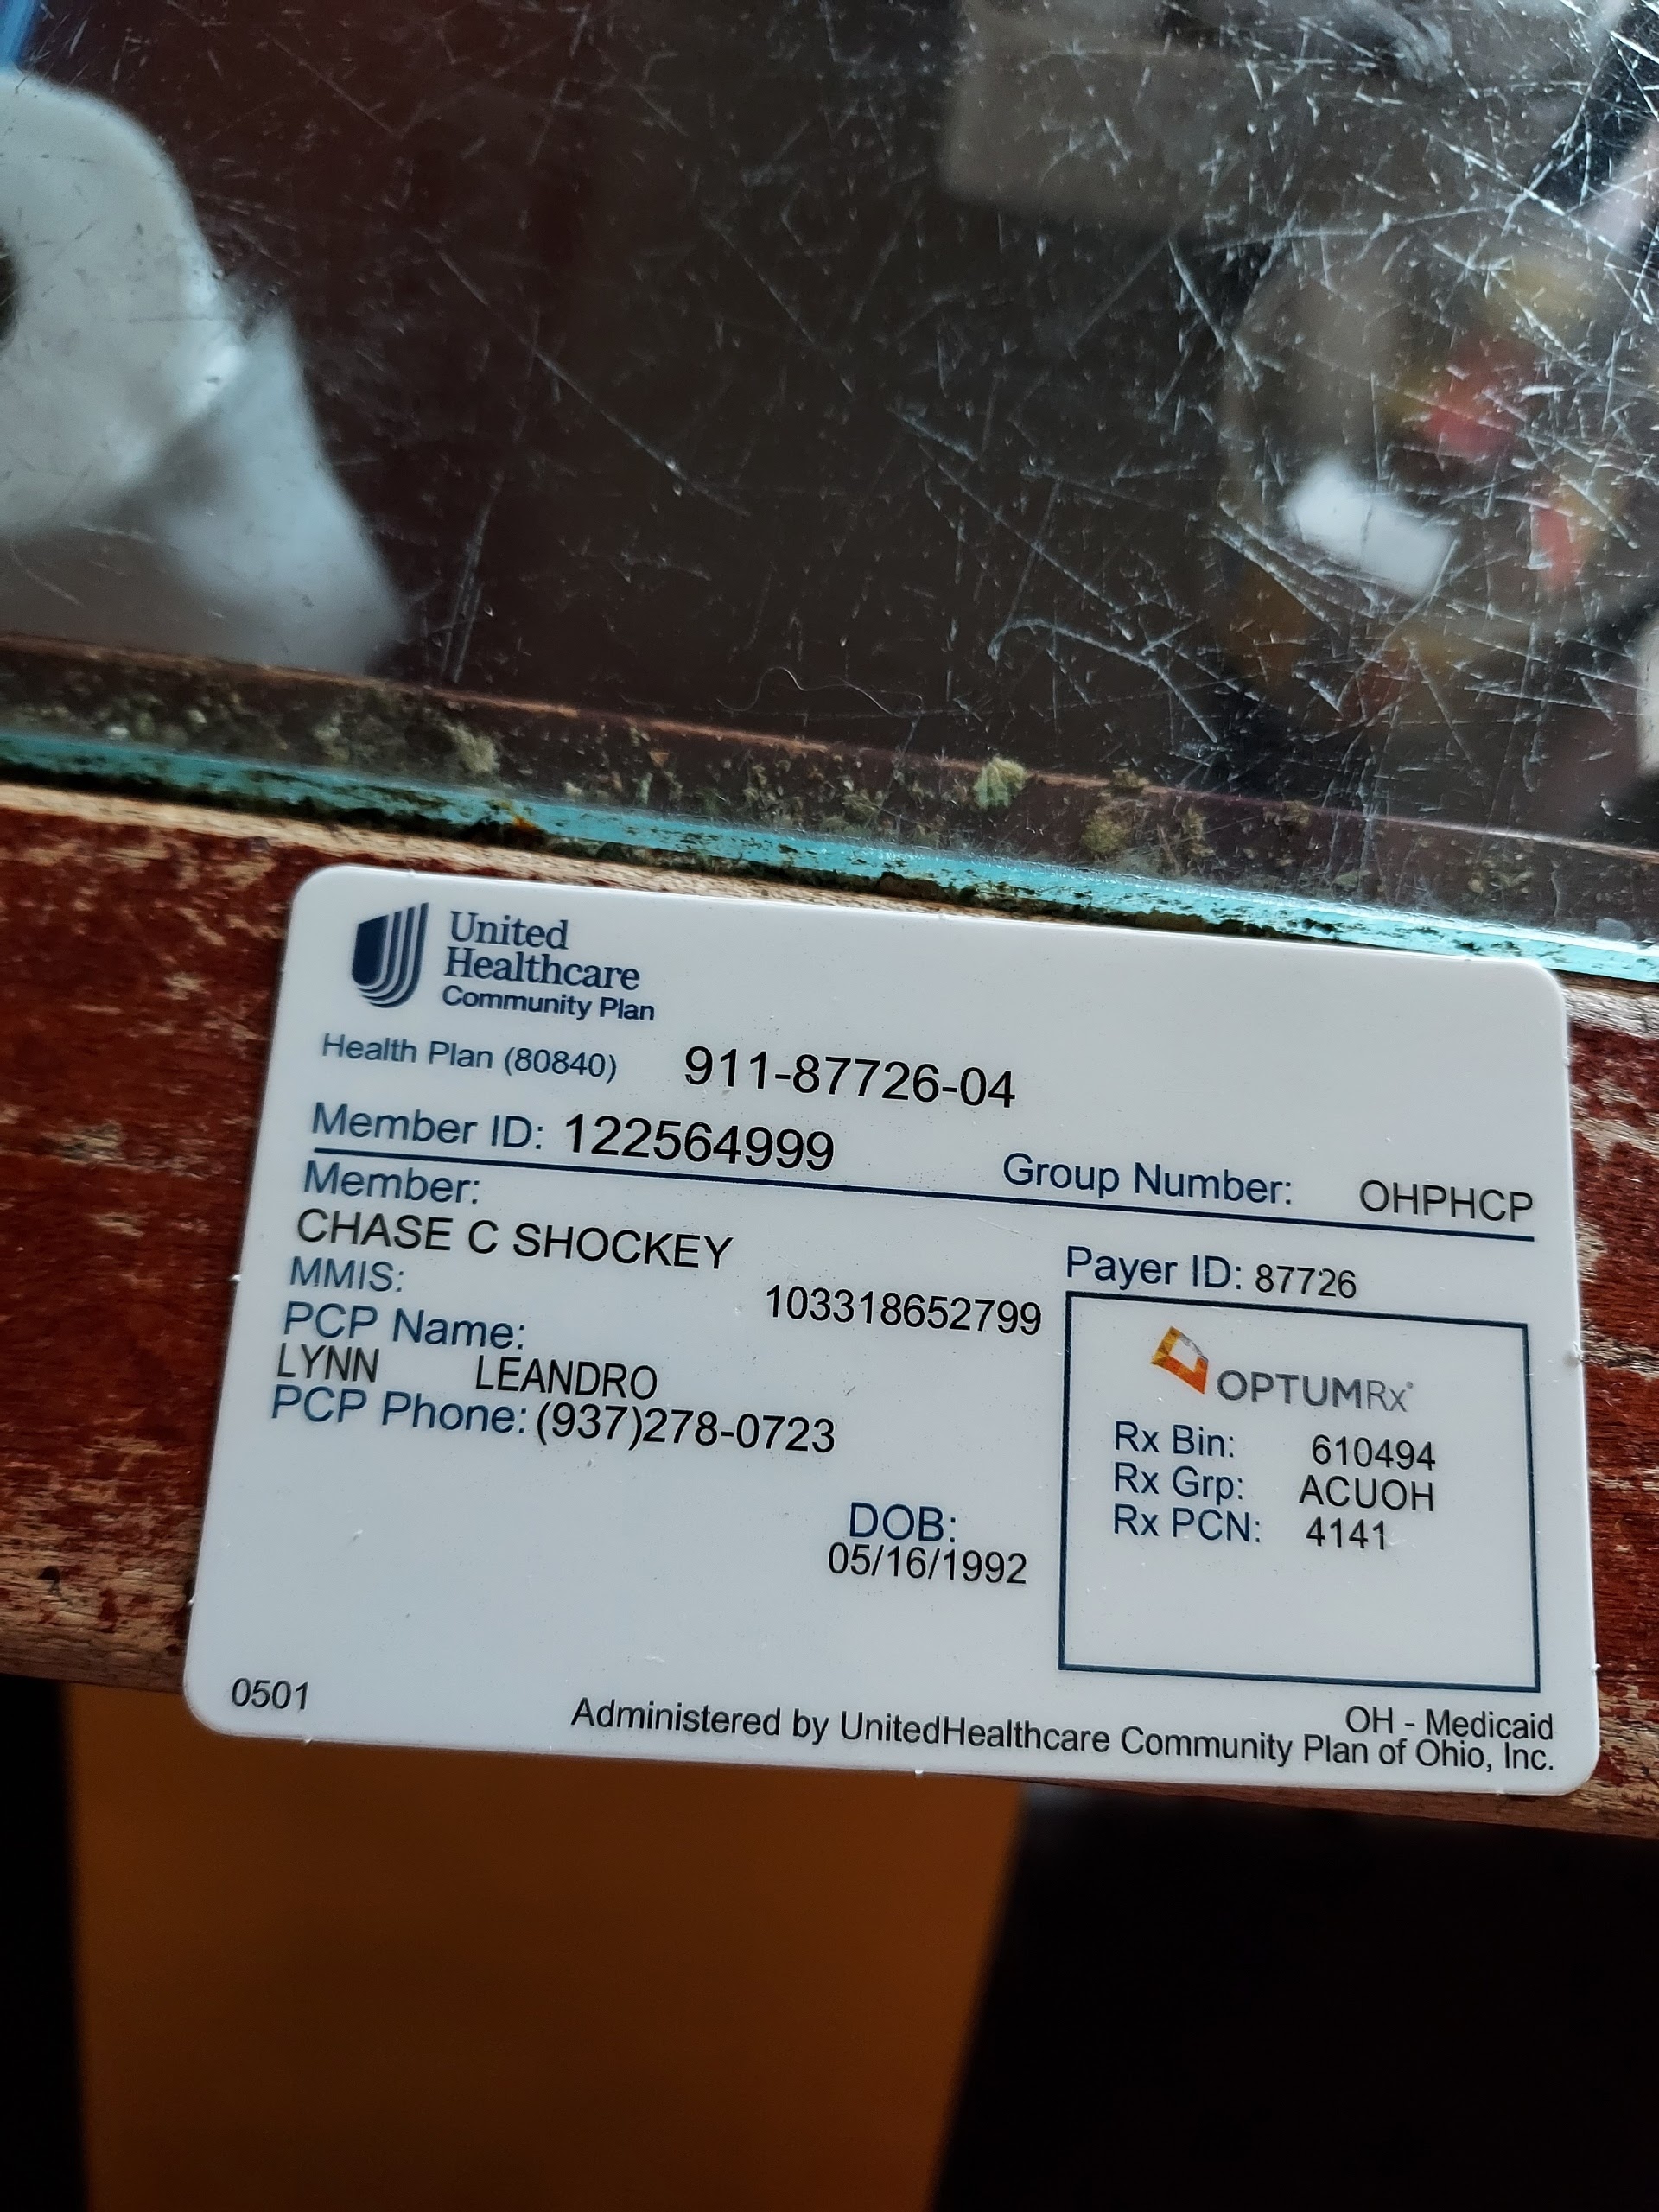 United
Healthcare
Community Plan
Health Plan (80840) 911-87726-04
Member ID: 122564999 Group Number: OHPHCP
Member:
CHASE C SHOCKEY Payer ID: 87726
MMIS: 103318652799
PCP Name:
LYNN LEANDRO
PCP Phone: (937)278-0723
DOB:
05/16/1992
OPTUMRx®
Rx Bin: 610494
Rx Grp: ACUOH
Rx PCN: 4141
0501
OH - Medicaid
Administered by UnitedHealthcare Community Plan of Ohio, Inc.